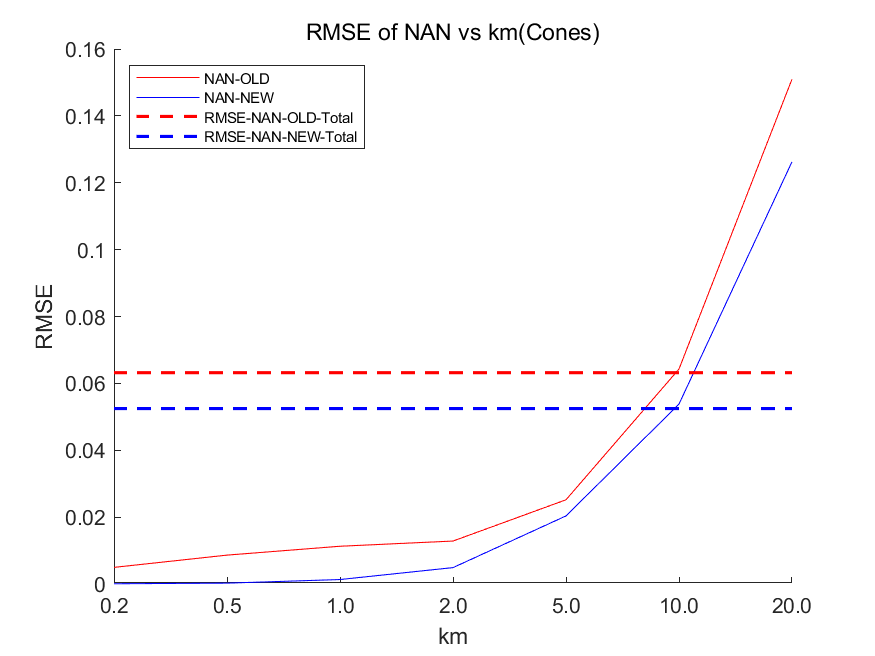 RMSE of NAN vs km(Cones)
0.16
NAN-OLD
NAN-NEW
RMSE-NAN-OLD-Total
RMSE-NAN-NEW-Total
0.14
0.12
0.1
0.08
0.06
0.04
0.02
0
RMSE
0.2 0.5 1.0 2.0 5.0 10.0 20.0
km